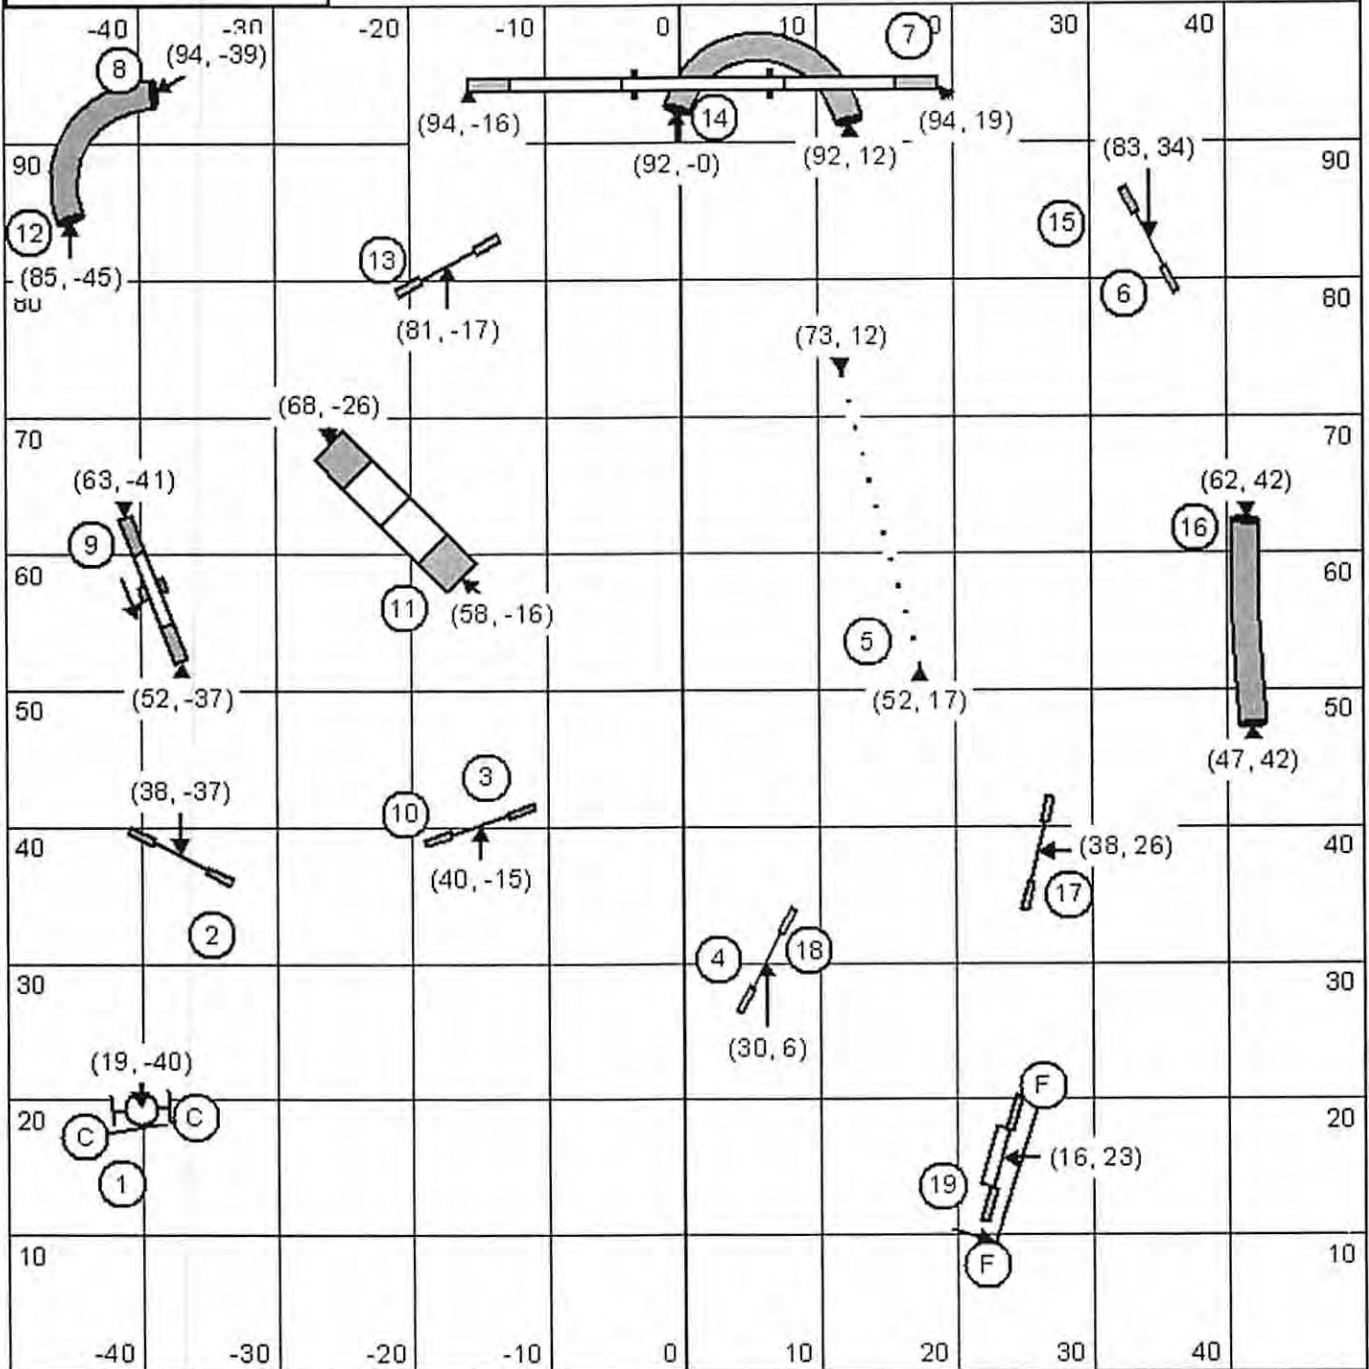 -40 -30 -20 -10 0 10 0 30 40
8 (94, -39) 7
(94, -16) 14 (94, 19)
90 (92, -0) (92, 12) (83, 34) 90
12 13 15
(85, -45) 6
80 (81, -17) 80
(73, 12)
(68, -26)
70 70
(63, -41) (62, 42)
9 16
60 60
11 (58, -16)
5
(52, -37) (52, 17)
50 50
(47, 42)
(38, -37) 3
10
40 (38, 26) 40
(40, -15) 17
2 4 18
30 30
(30, 6)
(19, -40) F
20 C C 20
1 19 (16, 23)
10 F 10
-40 -30 -20 -10 0 10 20 30 40